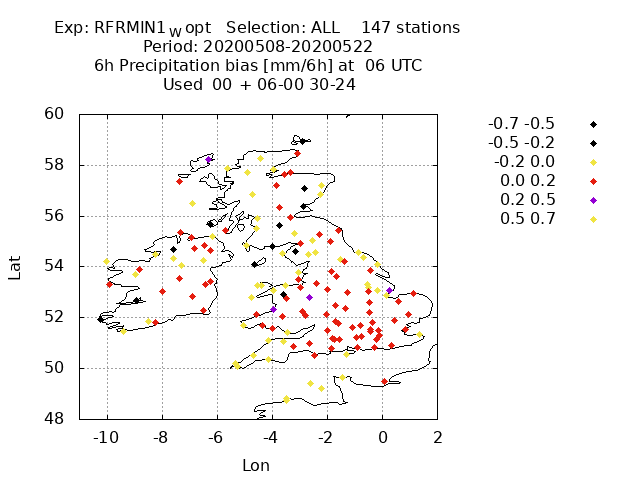 Exp: RFRMIN1wopt Selection: ALL 147 stations
Period: 20200508-20200522
6h Precipitation bias [mm/6h] at 06 UTC
Used 00 + 06-00 30-24
-0.7 -0.5
-0.5 -0.2
-0.2 0.0
0.0 0.2
0.2 0.5
0.5 0.7
60
58
56
54
52
50
48
Lat
-10 -8 -6 -4 -2 0 2
Lon